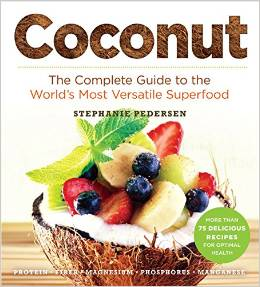 Coconut
The Complete Guide to the
World's Most Versatile Superfood
STEPHANIE PEDERSEN
MORE THAN
75 DELICIOUS
RECIPES
FOR OPTIMAL
HEALTH
PROTEIN • FIBER • MAGNESIUM • PHOSPHORES • MANGANESE